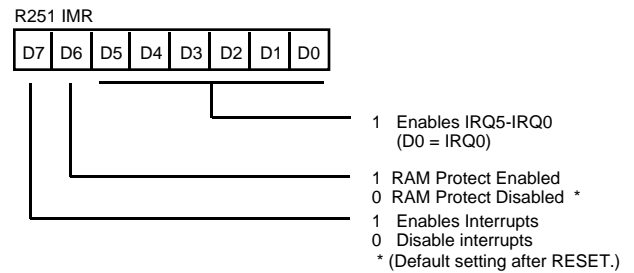 R251 IMR
D7 D6 D5 D4 D3 D2 D1 D0
1 Enables IRQ5-IRQ0
(D0 = IRQ0)
1 RAM Protect Enabled
0 RAM Protect Disabled *
1 Enables Interrupts
0 Disable interrupts
* (Default setting after RESET.)